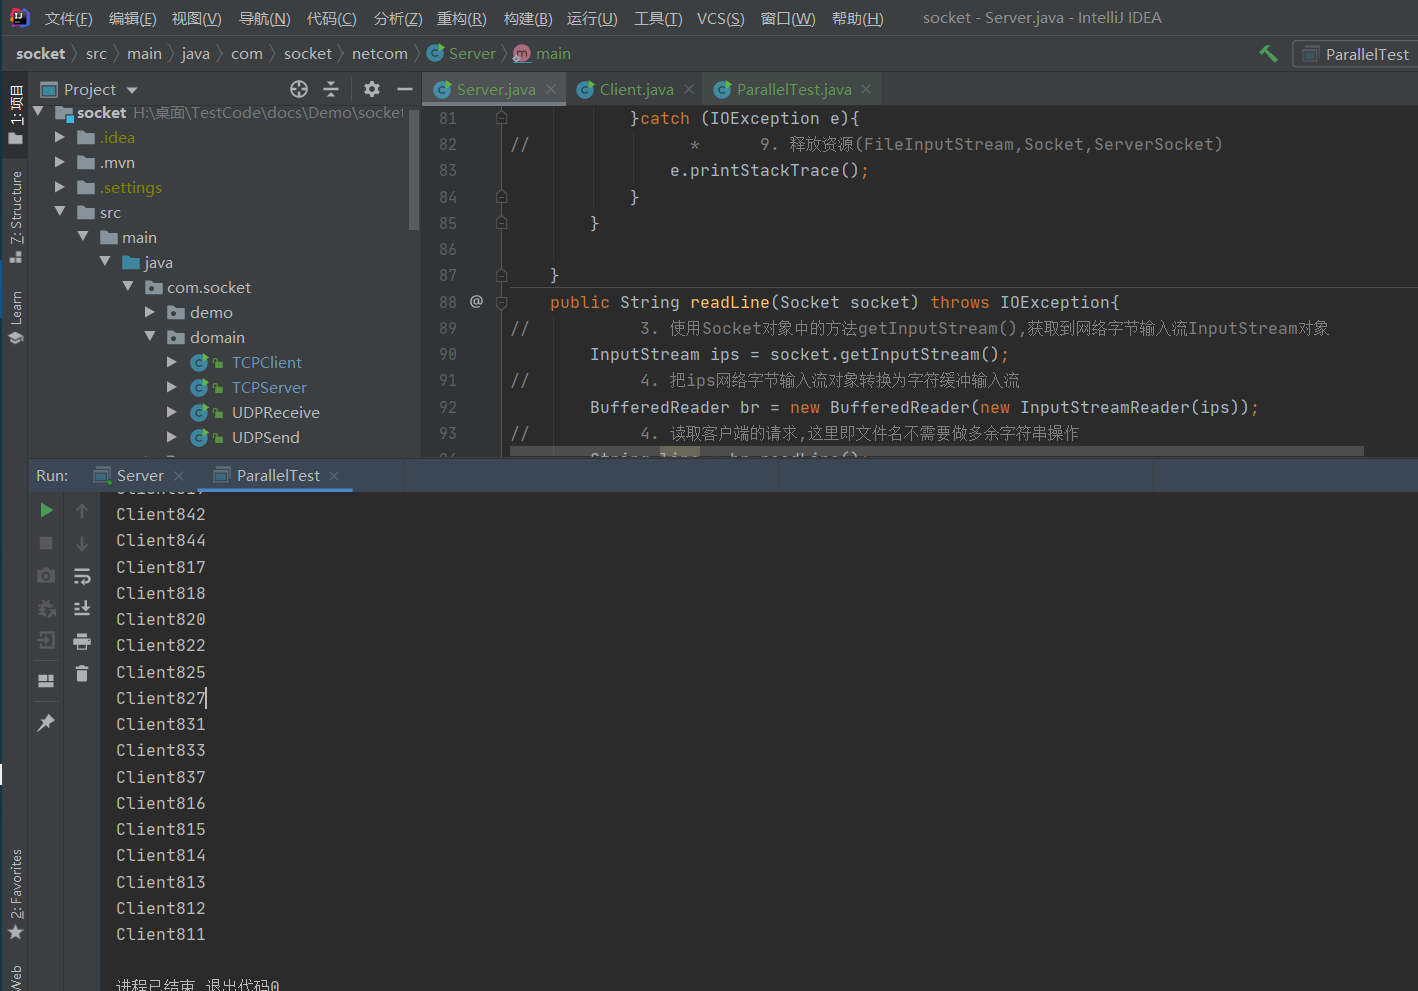 文件(F) 编辑(E) 视图(V) 导航(N) 代码(C) 分析(Z) 重构(R) 构建(B) 运行(U) 工具(T) VCS(S) 窗口(W) 帮助(H) socket - Server.java - IntelliJ IDEA
socket src main java com socket netcom Server main ParallelTest
1: 项目
Project
Server.java Client.java ParallelTest.java
socket H:\桌面\TestCode\docs\Demo\socket
.idea
.mvn
.settings
src
main
java
com.socket
demo
domain
TCPClient
TCPServer
UDPReceive
UDPSend
7: Structure
Learn
81 }catch (IOException e){
82 // * 9. 释放资源(FileInputStream,Socket,ServerSocket)
83 e.printStackTrace();
84 }
85 }
86
87 }
88 @ public String readLine(Socket socket) throws IOException{
89 // 3. 使用Socket对象中的方法getInputStream(),获取到网络字节输入流InputStream对象
90 InputStream ips = socket.getInputStream();
91 // 4. 把ips网络字节输入流对象转换为字符缓冲输入流
92 BufferedReader br = new BufferedReader(new InputStreamReader(ips));
93 // 4. 读取客户端的请求,这里即文件名不需要做多余字符串操作
Run: Server ParallelTest
Client842
Client844
Client817
Client818
Client820
Client822
Client825
Client827
Client831
Client833
Client837
Client816
Client815
Client814
Client813
Client812
Client811
进程已结束,退出代码0
2: Favorites
Web